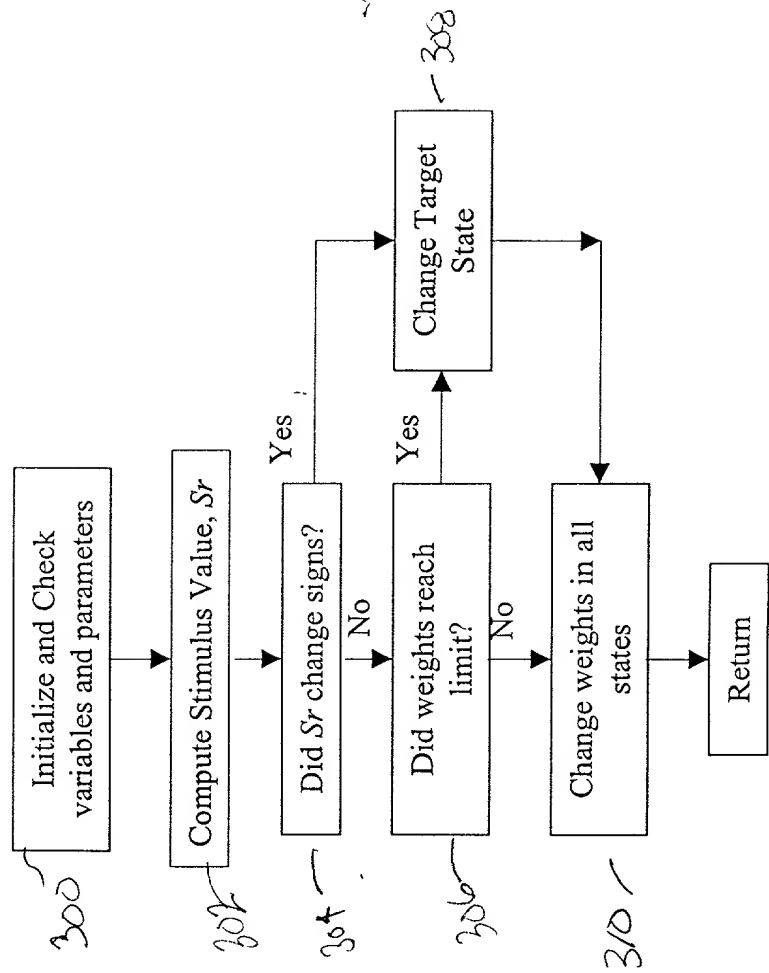 Initialize and Check
variables and parameters
300
Compute Stimulus Value, Sr
302
Did Sr change signs?
304
Yes
No
Did weights reach
limit?
306
Yes
No
Change Target
State
308
Change weights in all
states
310
Return